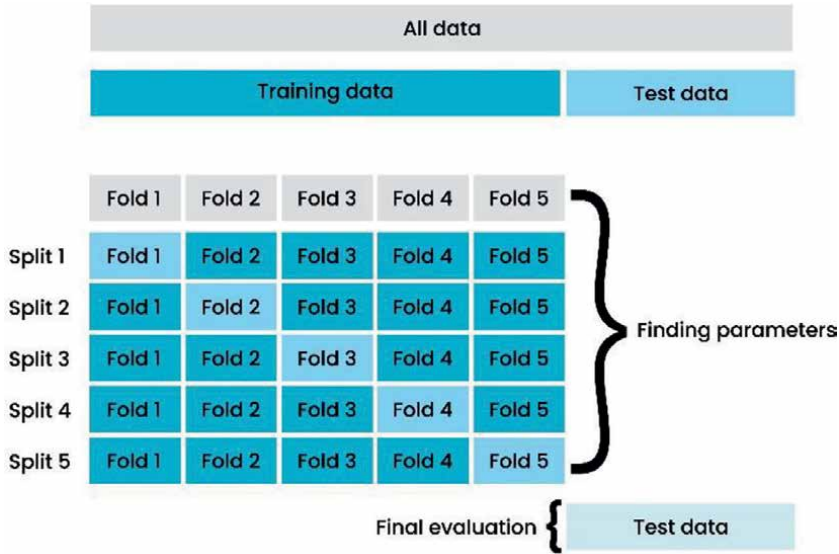 All data
Training data Test data
Fold 1 Fold 2 Fold 3 Fold 4 Fold 5
Split 1 Fold 1 Fold 2 Fold 3 Fold 4 Fold 5
Split 2 Fold 1 Fold 2 Fold 3 Fold 4 Fold 5
Finding parameters
Split 3 Fold 1 Fold 2 Fold 3 Fold 4 Fold 5
Split 4 Fold 1 Fold 2 Fold 3 Fold 4 Fold 5
Split 5 Fold 1 Fold 2 Fold 3 Fold 4 Fold 5
Final evaluation Test data